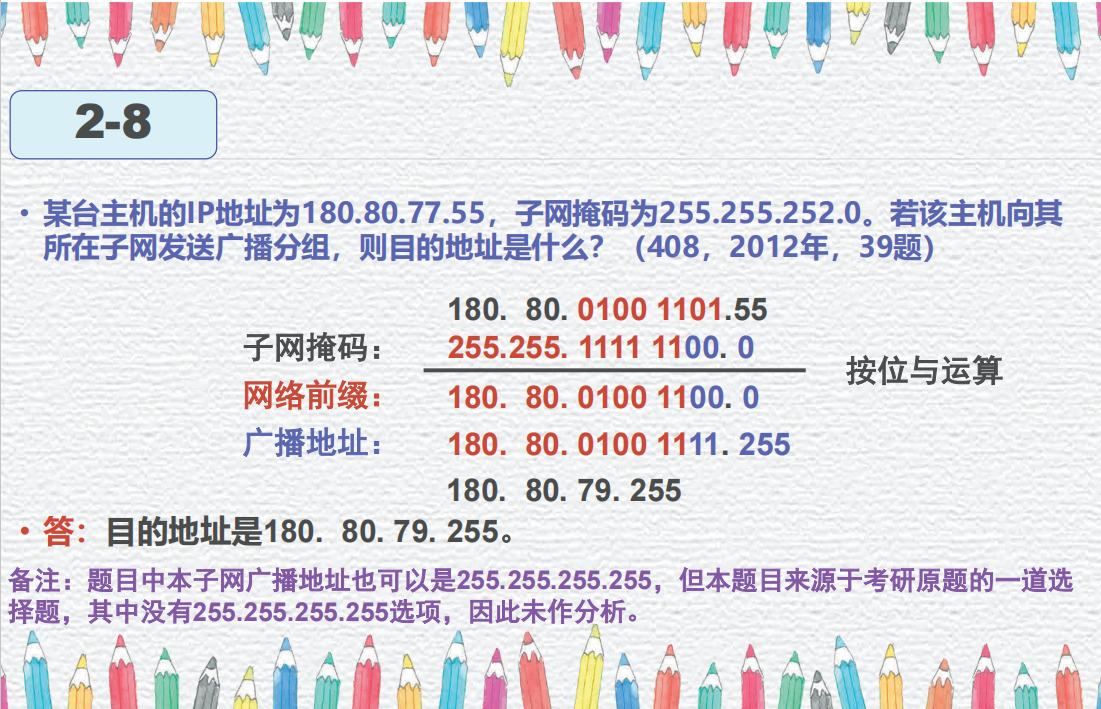 2-8
• 某台主机的IP地址为180.80.77.55，子网掩码为255.255.252.0。若该主机向其
所在子网发送广播分组，则目的地址是什么？（408，2012年，39题）
180. 80. 0100 1101.55
子网掩码： 255.255. 1111 1100. 0
按位与运算
网络前缀： 180. 80. 0100 1100. 0
广播地址： 180. 80. 0100 1111. 255
180. 80. 79. 255
• 答：目的地址是180. 80. 79. 255。
备注：题目中本子网广播地址也可以是255.255.255.255，但本题目来源于考研原题的一道选
择题，其中没有255.255.255.255选项，因此未作分析。